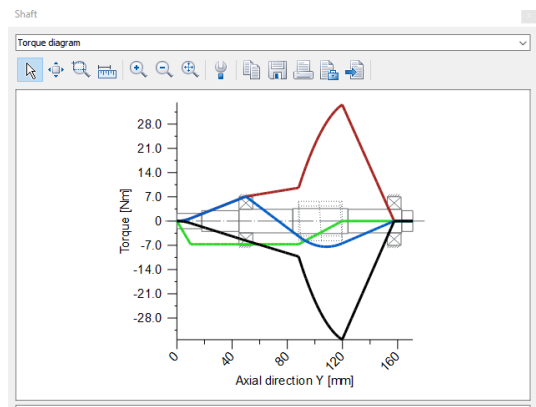 Shaft
Torque diagram
28.0
21.0
14.0
7.0
0
-7.0
-14.0
-21.0
-28.0
Torque [Nm]
0 40 80 120 160
Axial direction Y [mm]